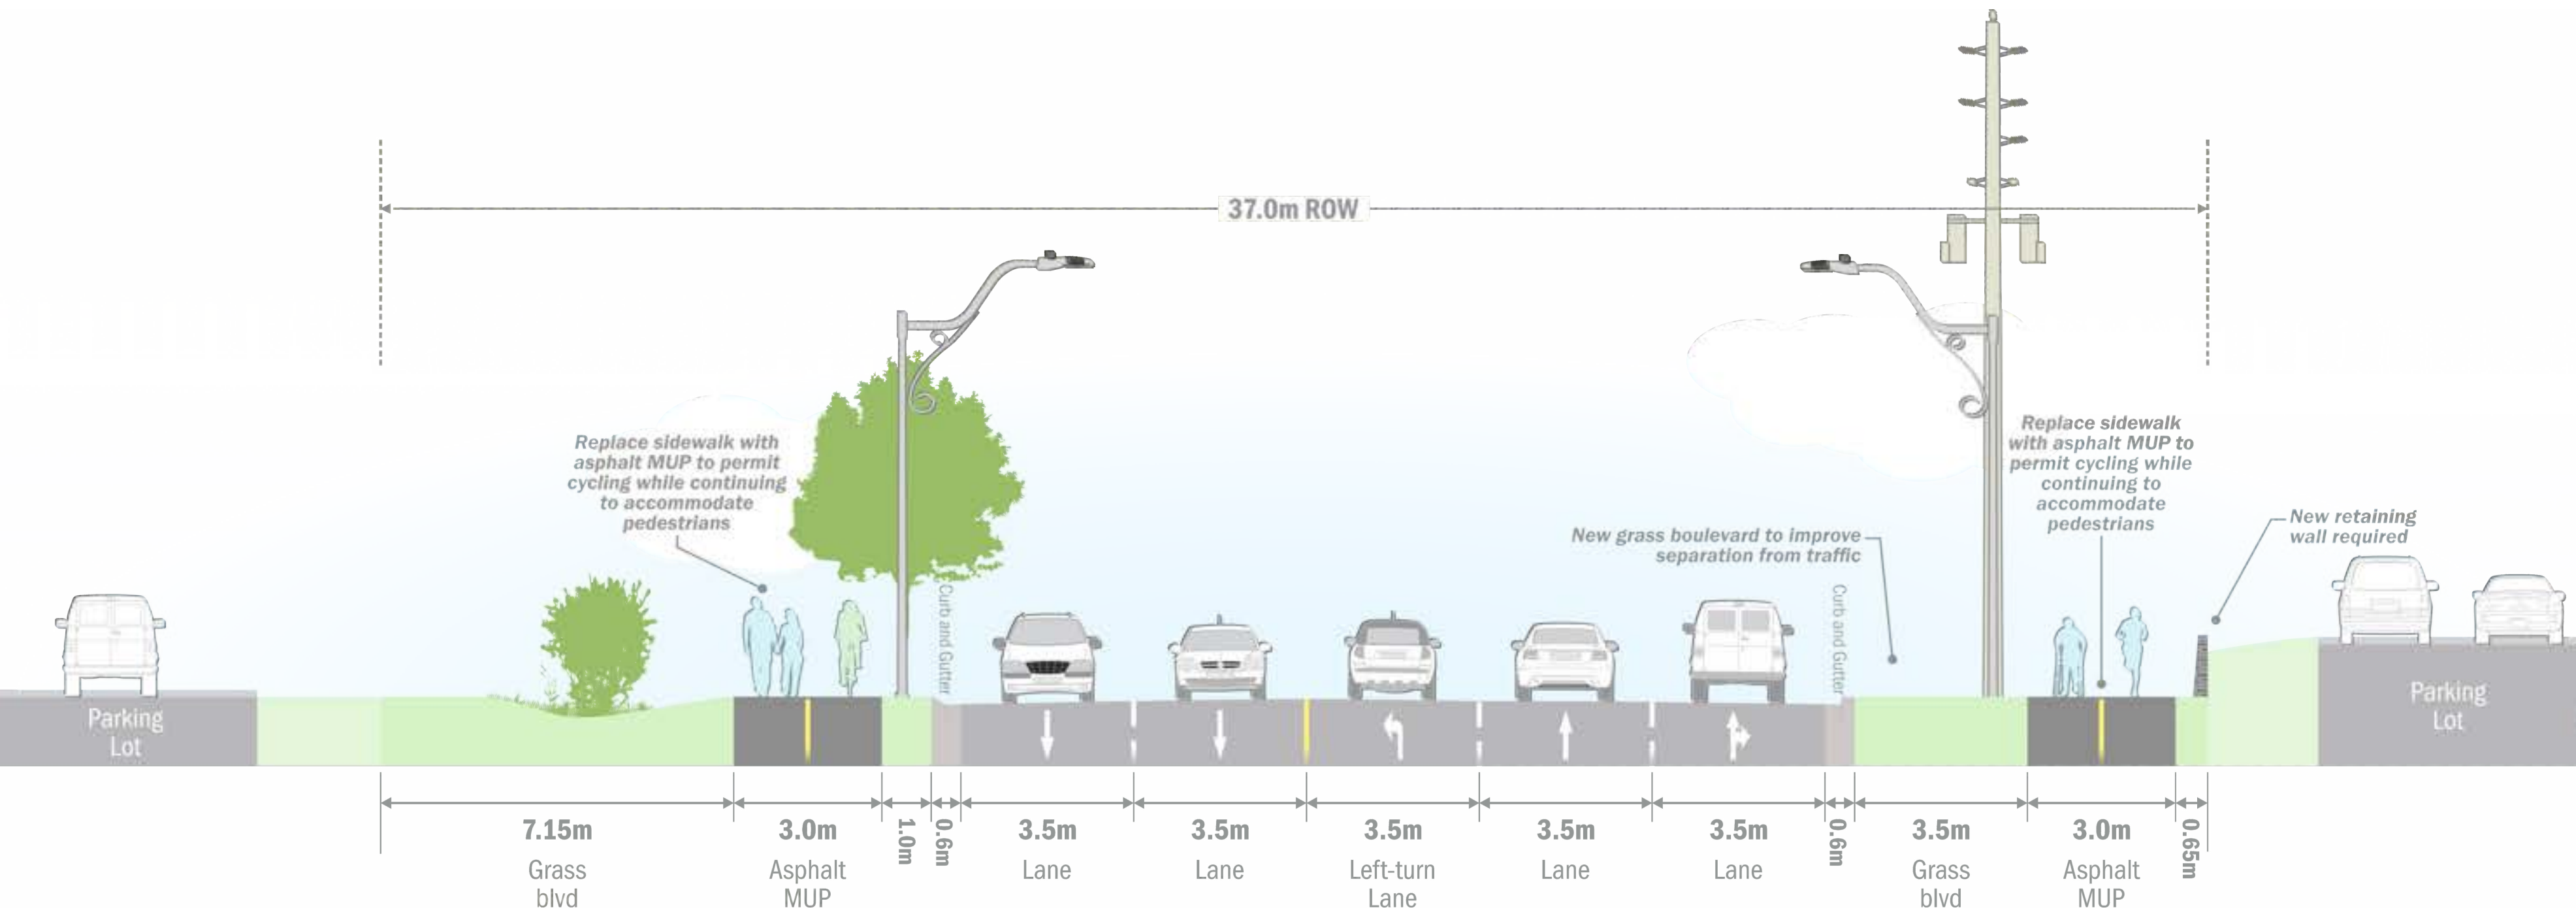 37.0m ROW
Replace sidewalk with
asphalt MUP to permit
cycling while continuing
to accommodate
pedestrians
Replace sidewalk
with asphalt MUP to
permit cycling while
continuing to
accommodate
pedestrians
New grass boulevard to improve
separation from traffic
New retaining
wall required
Curb and Gutter
Curb and Gutter
Parking
Lot
Parking
Lot
7.15m
Grass
blvd
3.0m
Asphalt
MUP
1.0m
0.6m
3.5m
Lane
3.5m
Lane
3.5m
Left-turn
Lane
3.5m
Lane
3.5m
Lane
0.6m
3.5m
Grass
blvd
3.0m
Asphalt
MUP
0.65m